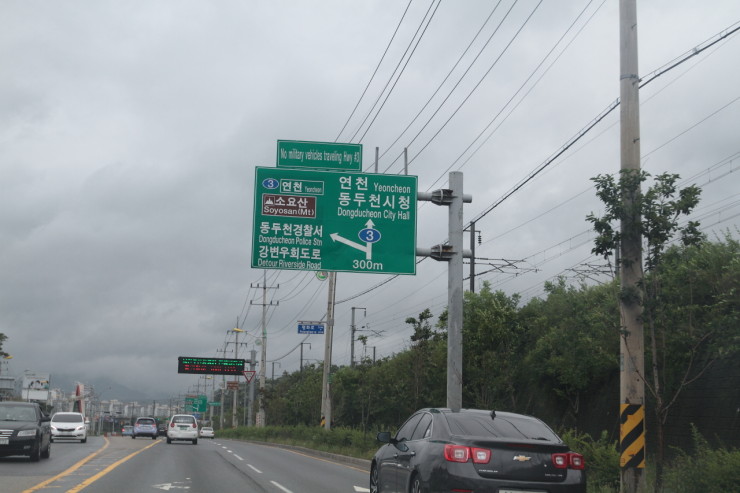 No military vehicles traveling Hwy #3
3 연천 Yeoncheon
소요산
Soyosan(Mt)
동두천경찰서
Dongducheon Police Stn
강변우회도로
Detour Riverside Road
연천 Yeoncheon
동두천시청
Dongducheon City Hall
3
300m